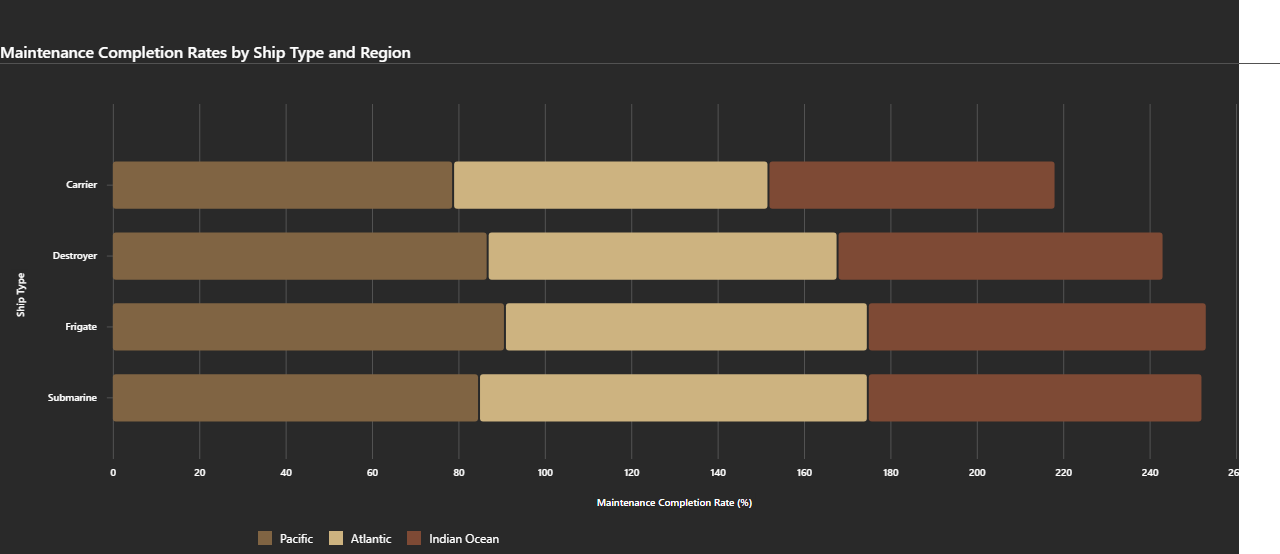 Maintenance Completion Rates by Ship Type and Region
Ship Type
Carrier
Destroyer
Frigate
Submarine
0 20 40 60 80 100 120 140 160 180 200 220 240 26
Maintenance Completion Rate (%)
Pacific Atlantic Indian Ocean